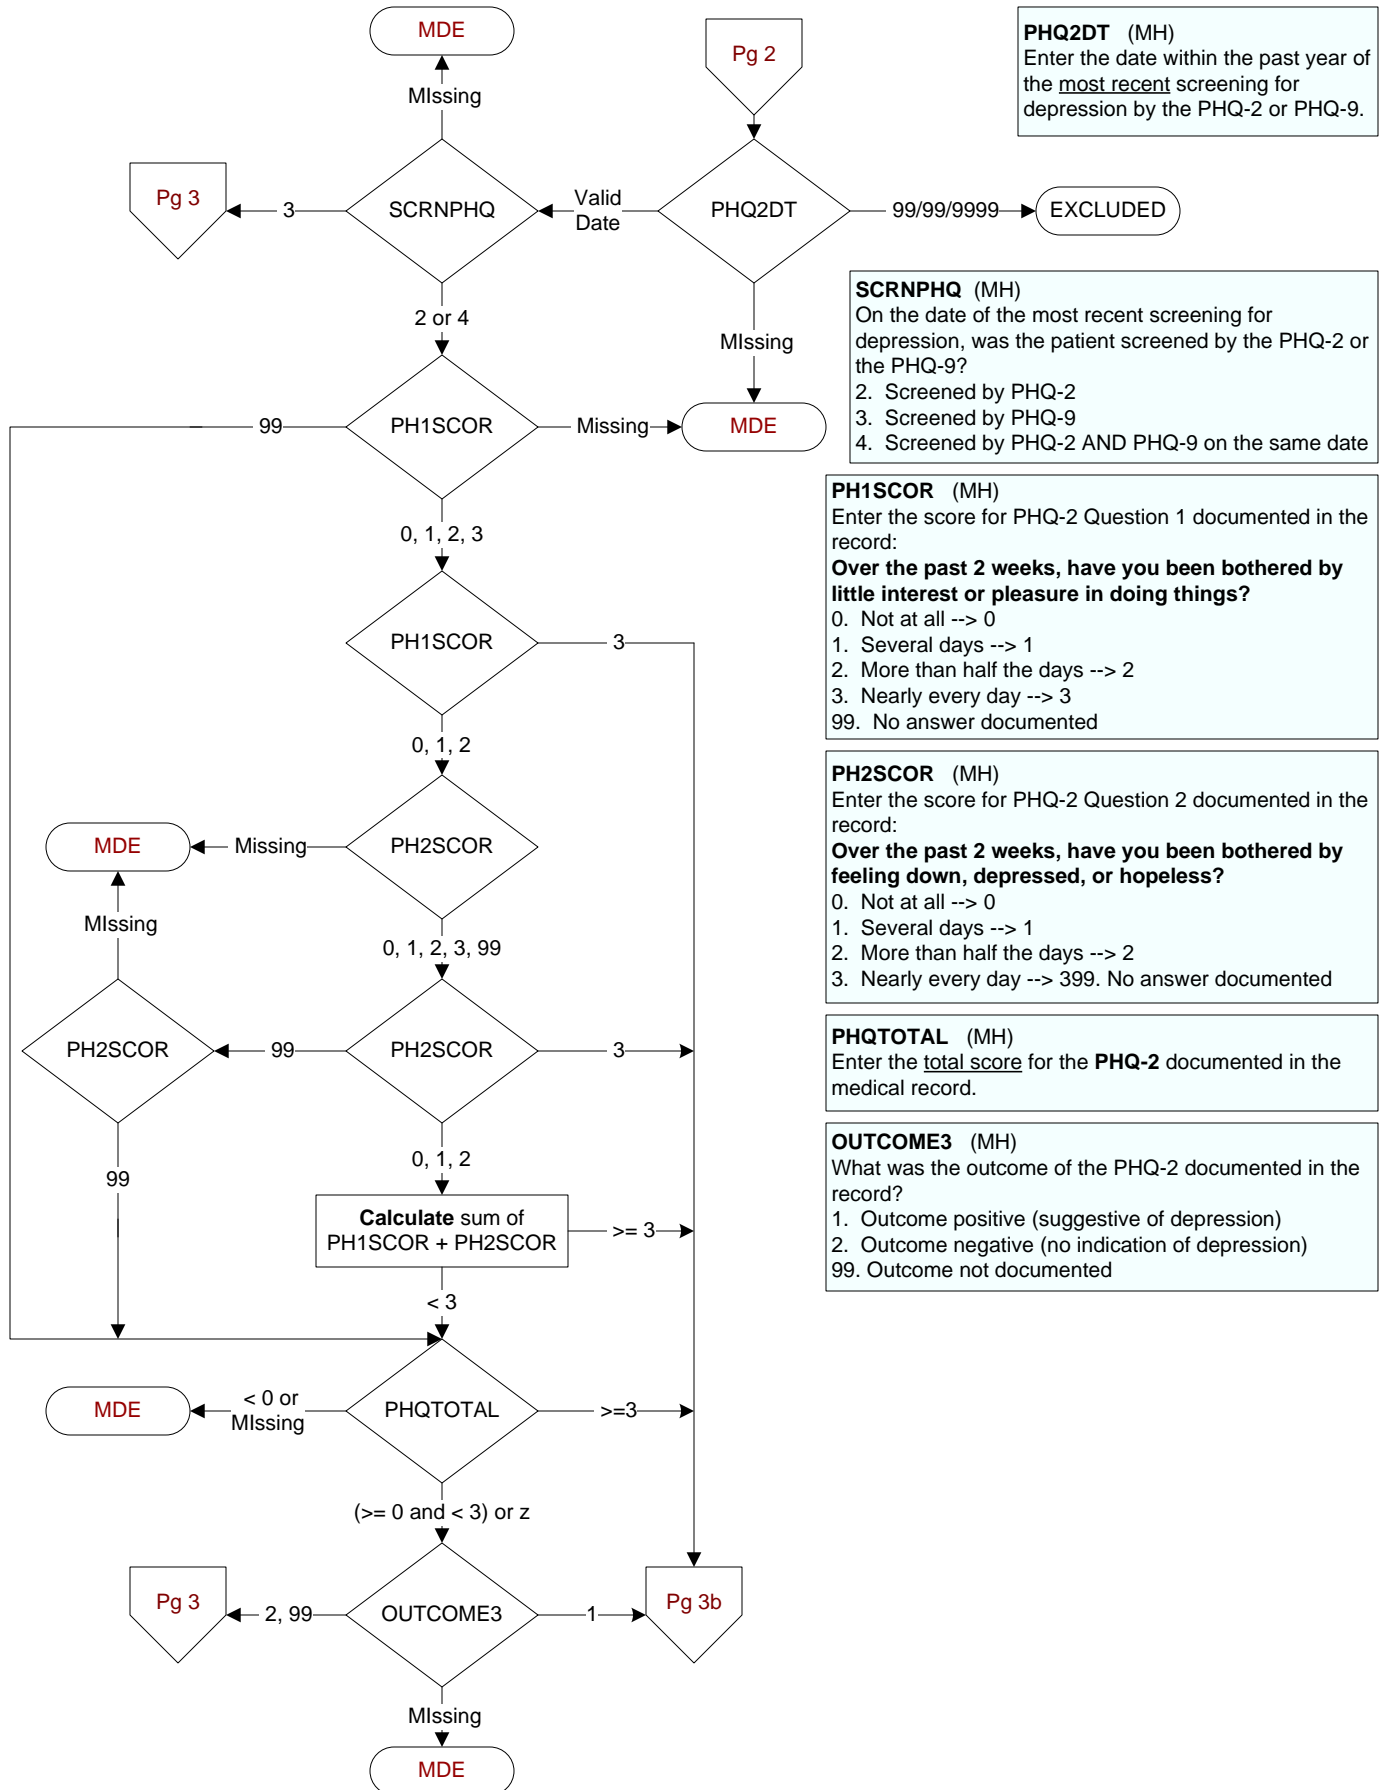 MDE
Pg 2
PHQ2DT (MH)
Enter the date within the past year of
the most recent screening for
depression by the PHQ-2 or PHQ-9.
MIssing
Pg 3
3
SCRNPHQ
Valid
Date
PHQ2DT
99/99/9999
EXCLUDED
2 or 4
MIssing
SCRNPHQ (MH)
On the date of the most recent screening for
depression, was the patient screened by the PHQ-2 or
the PHQ-9?
2. Screened by PHQ-2
3. Screened by PHQ-9
4. Screened by PHQ-2 AND PHQ-9 on the same date
99
PH1SCOR
Missing
MDE
0, 1, 2, 3
PH1SCOR (MH)
Enter the score for PHQ-2 Question 1 documented in the
record:
Over the past 2 weeks, have you been bothered by
little interest or pleasure in doing things?
0. Not at all --> 0
1. Several days --> 1
2. More than half the days --> 2
3. Nearly every day --> 3
99. No answer documented
PH1SCOR
3
0, 1, 2
MDE
Missing
PH2SCOR
PH2SCOR (MH)
Enter the score for PHQ-2 Question 2 documented in the
record:
Over the past 2 weeks, have you been bothered by
feeling down, depressed, or hopeless?
0. Not at all --> 0
1. Several days --> 1
2. More than half the days --> 2
3. Nearly every day --> 399. No answer documented
MIssing
0, 1, 2, 3, 99
PH2SCOR
99
PH2SCOR
3
PHQTOTAL (MH)
Enter the total score for the PHQ-2 documented in the
medical record.
99
0, 1, 2
OUTCOME3 (MH)
What was the outcome of the PHQ-2 documented in the
record?
1. Outcome positive (suggestive of depression)
2. Outcome negative (no indication of depression)
99. Outcome not documented
Calculate sum of
PH1SCOR + PH2SCOR
>= 3
< 3
MDE
< 0 or
MIssing
PHQTOTAL
>=3
(>= 0 and < 3) or z
Pg 3
2, 99
OUTCOME3
1
Pg 3b
MIssing
MDE